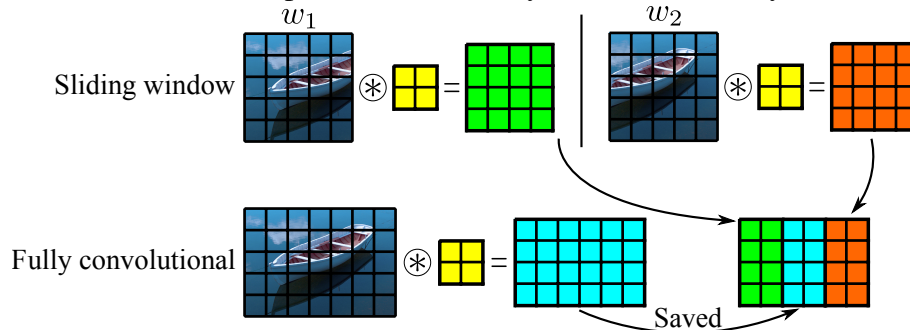 w₁
w₂
Sliding window
⊛
=
⊛
=
Fully convolutional
⊛
=
Saved